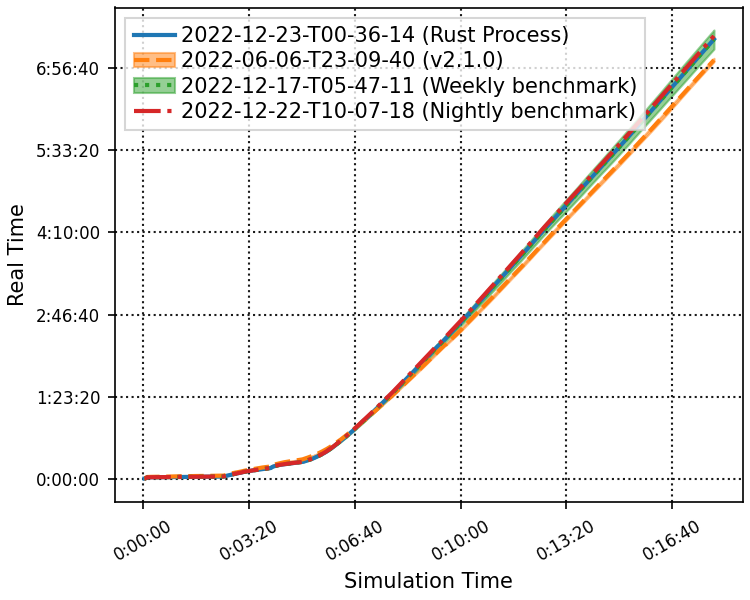 2022-12-23-T00-36-14 (Rust Process)
2022-06-06-T23-09-40 (v2.1.0)
2022-12-17-T05-47-11 (Weekly benchmark)
2022-12-22-T10-07-18 (Nightly benchmark)
Real Time
6:56:40
5:33:20
4:10:00
2:46:40
1:23:20
0:00:00
0:00:00
0:03:20
0:06:40
0:10:00
0:13:20
0:16:40
Simulation Time